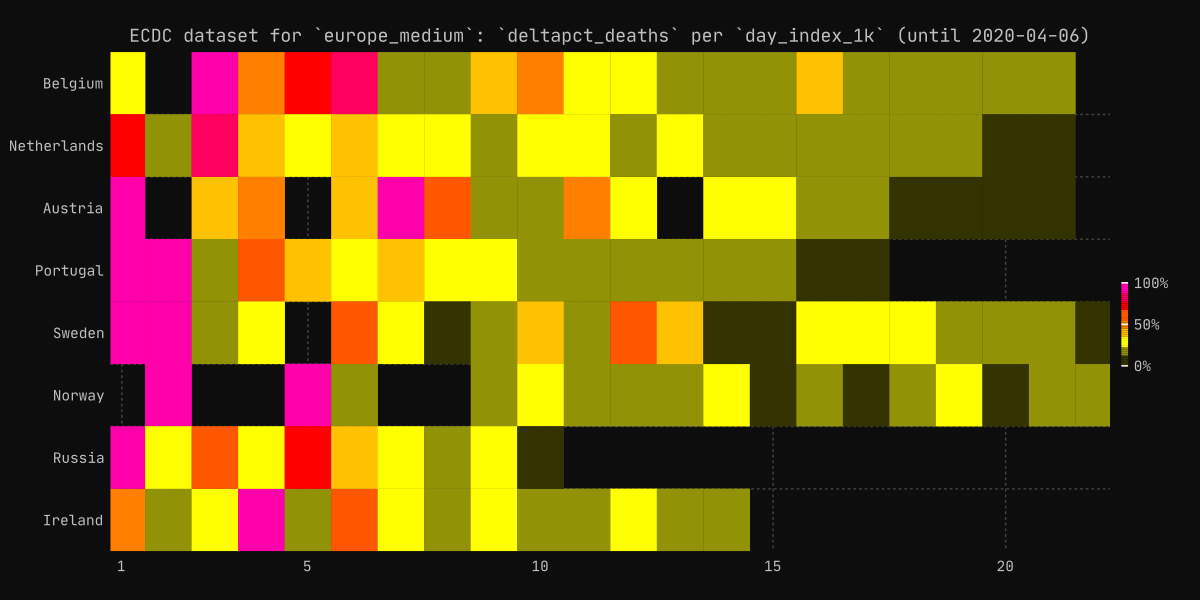 ECDC dataset for `europe_medium`: `deltapct_deaths` per `day_index_1k` (until 2020-04-06)
Belgium
Netherlands
Austria
Portugal
Sweden
Norway
Russia
Ireland
1 5 10 15 20
100%
50%
0%